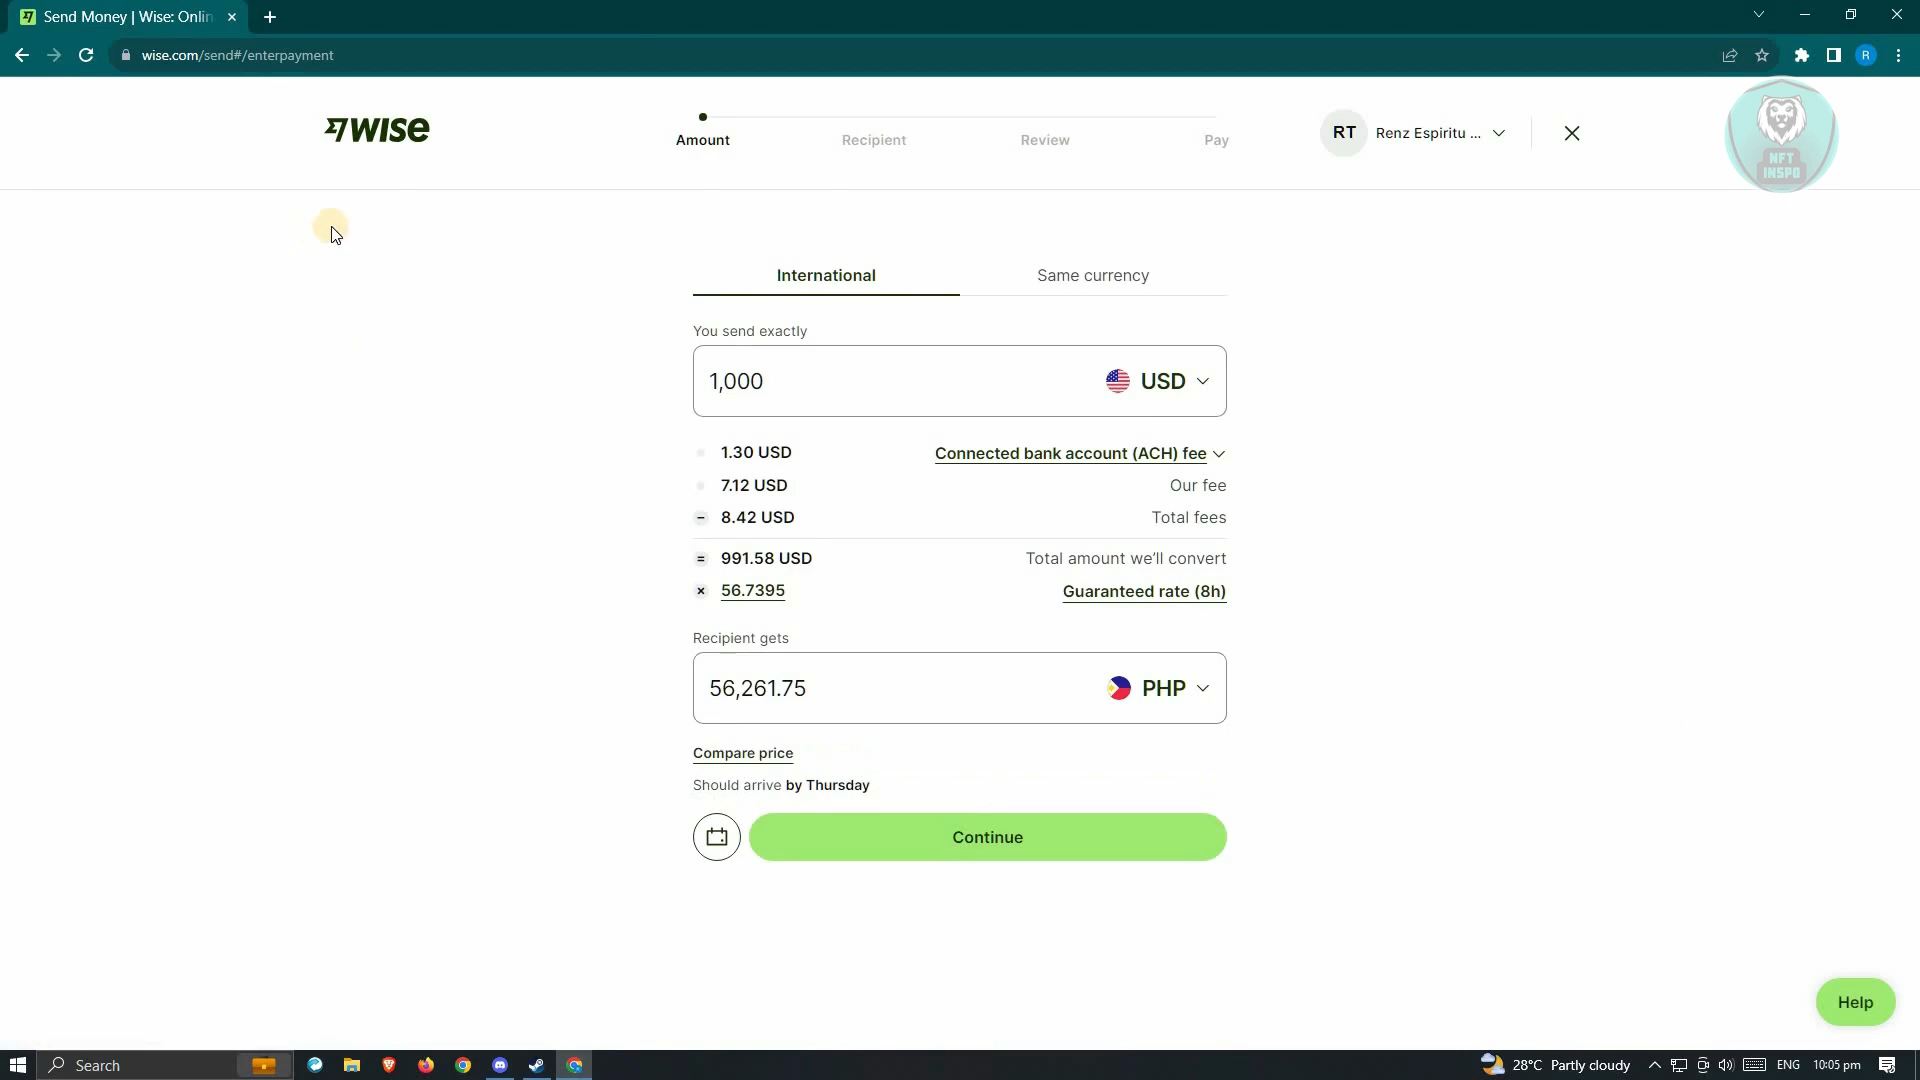 Send Money | Wise: Onlin
wise.com/send#/enterpayment
R
WISE
Amount
Recipient
Review
Pay
RT
Renz Espiritu ...
NFT
INSPO
International
Same currency
You send exactly
1,000
USD
1.30 USD
Connected bank account (ACH) fee
7.12 USD
Our fee
− 8.42 USD
Total fees
= 991.58 USD
Total amount we'll convert
× 56.7395
Guaranteed rate (8h)
Recipient gets
56,261.75
PHP
Compare price
Should arrive by Thursday
Continue
Help
Search
28°C Partly cloudy
ENG
10:05 pm